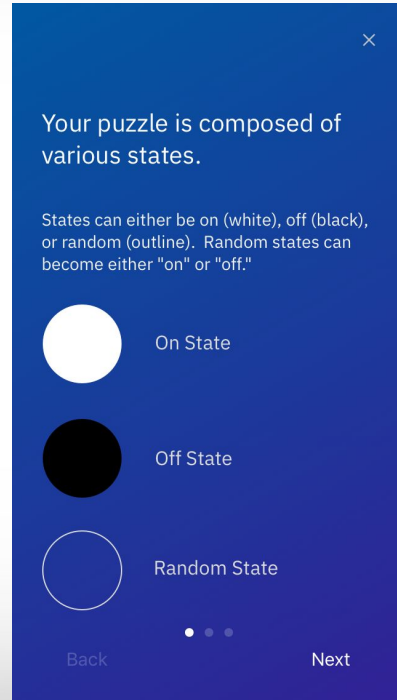 Your puzzle is composed of
various states.
States can either be on (white), off (black),
or random (outline).  Random states can
become either "on" or "off."
On State
Off State
Random State
Back
Next